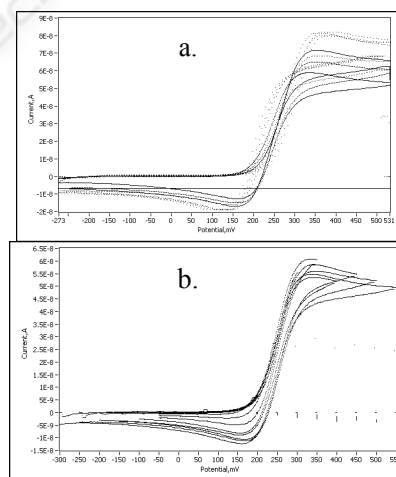 a.
9E-8
8E-8
7E-8
6E-8
5E-8
4E-8
3E-8
2E-8
1E-8
0
-1E-8
-2E-8
Current,A
-273 -200 -150 -100 -50 0 50 100 150 200 250 300 350 400 450 500 531
Potential,mV
b.
6.5E-8
6E-8
5.5E-8
5E-8
4.5E-8
4E-8
3.5E-8
3E-8
2.5E-8
2E-8
1.5E-8
1E-8
5E-9
0
-5E-9
-1E-8
-1.5E-8
Current,A
-300 -250 -200 -150 -100 -50 0 50 100 150 200 250 300 350 400 450 500
Potential,mV